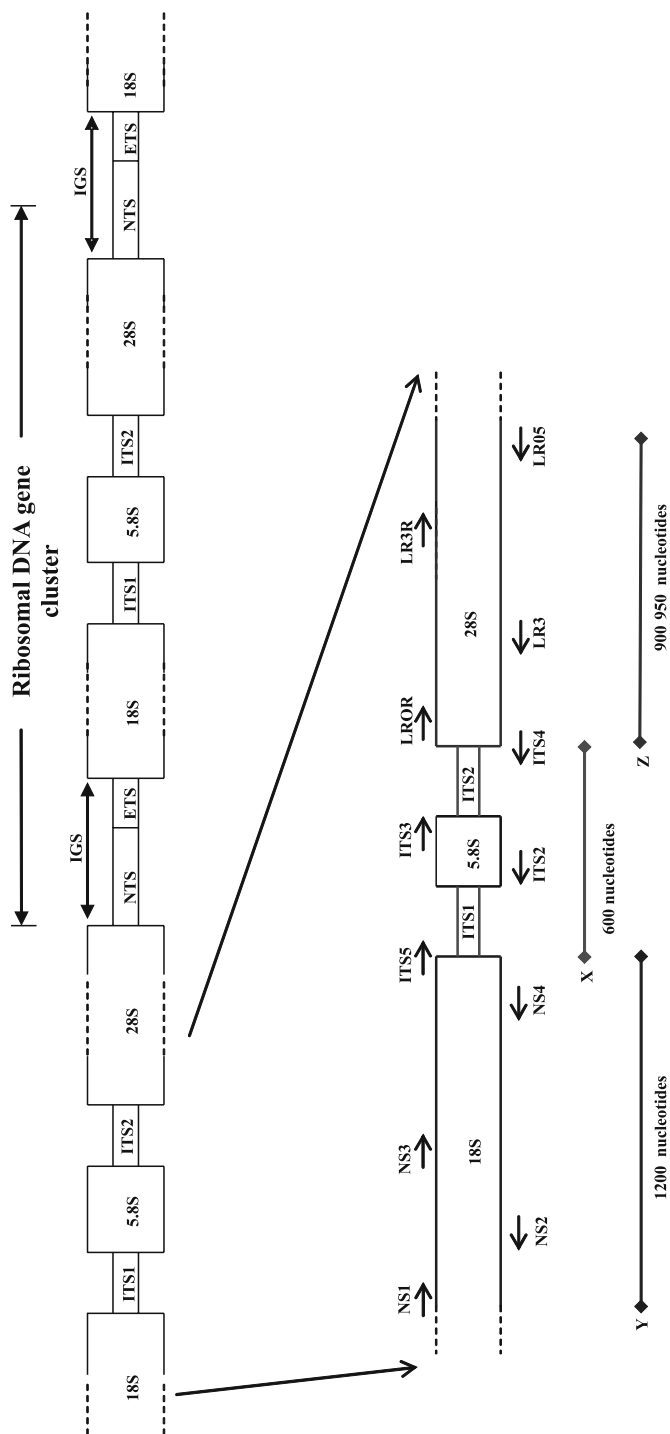 Ribosomal DNA gene
cluster
IGS
IGS
18S
ITS1
5.8S
ITS2
28S
NTS
ETS
18S
ITS1
5.8S
ITS2
28S
NTS
ETS
18S
NS1
NS3
ITS5
ITS3
LROR
LR3R
18S
ITS1
5.8S
ITS2
28S
NS2
NS4
ITS2
ITS4
LR3
LR05
X
600 nucleotides
Y
1200 nucleotides
Z
900 950 nucleotides